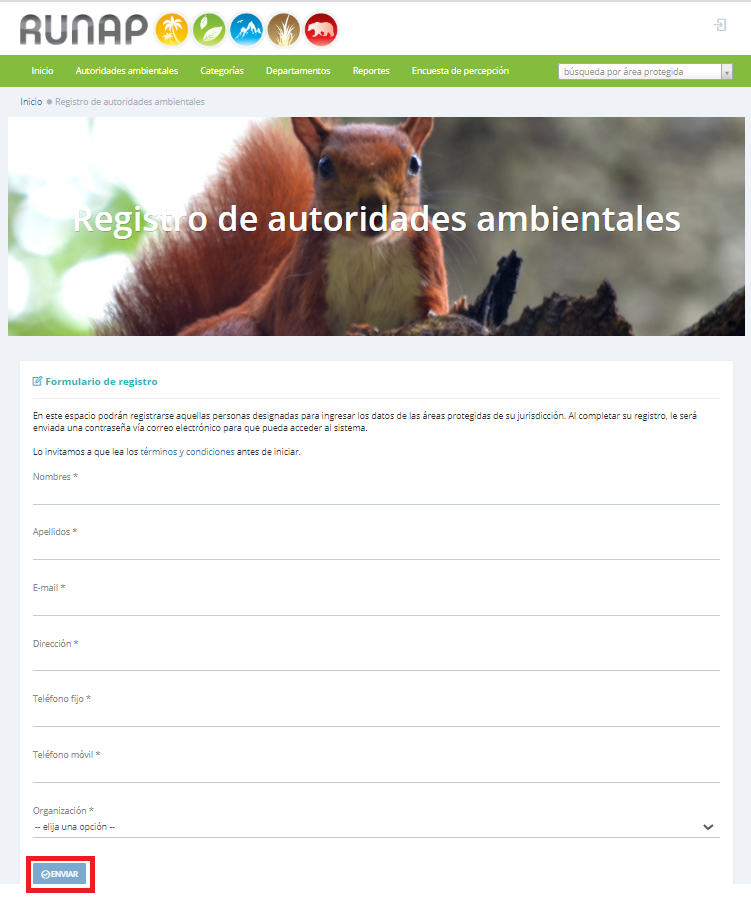 RUNAP
Inicio Autoridades ambientales Categorías Departamentos Reportes Encuesta de percepción búsqueda por área protegida
Inicio Registro de autoridades ambientales
Registro de autoridades ambientales
Formulario de registro
En este espacio podrán registrarse aquellas personas designadas para ingresar los datos de las áreas protegidas de su jurisdicción. Al completar su registro, le será
enviada una contraseña vía correo electrónico para que pueda acceder al sistema.
Lo invitamos a que lea los términos y condiciones antes de iniciar.
Nombres *
Apellidos *
E-mail *
Dirección *
Teléfono fijo *
Teléfono móvil *
Organización *
-- elija una opción --
ENVIAR